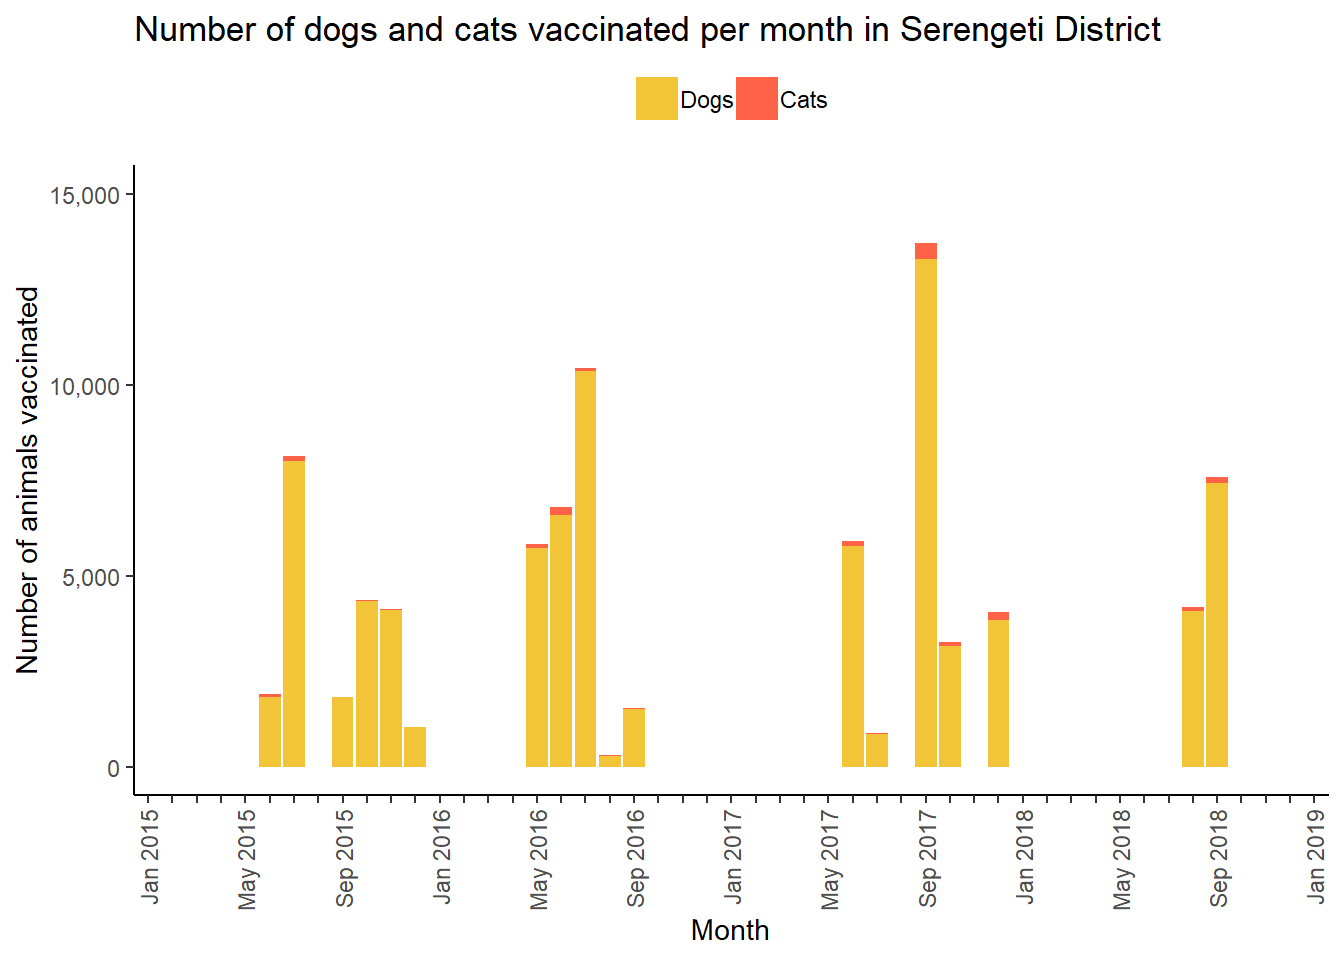 Number of dogs and cats vaccinated per month in Serengeti District
Dogs Cats
Number of animals vaccinated
15,000
10,000
5,000
0
Jan 2015
May 2015
Sep 2015
Jan 2016
May 2016
Sep 2016
Jan 2017
May 2017
Sep 2017
Jan 2018
May 2018
Sep 2018
Jan 2019
Month